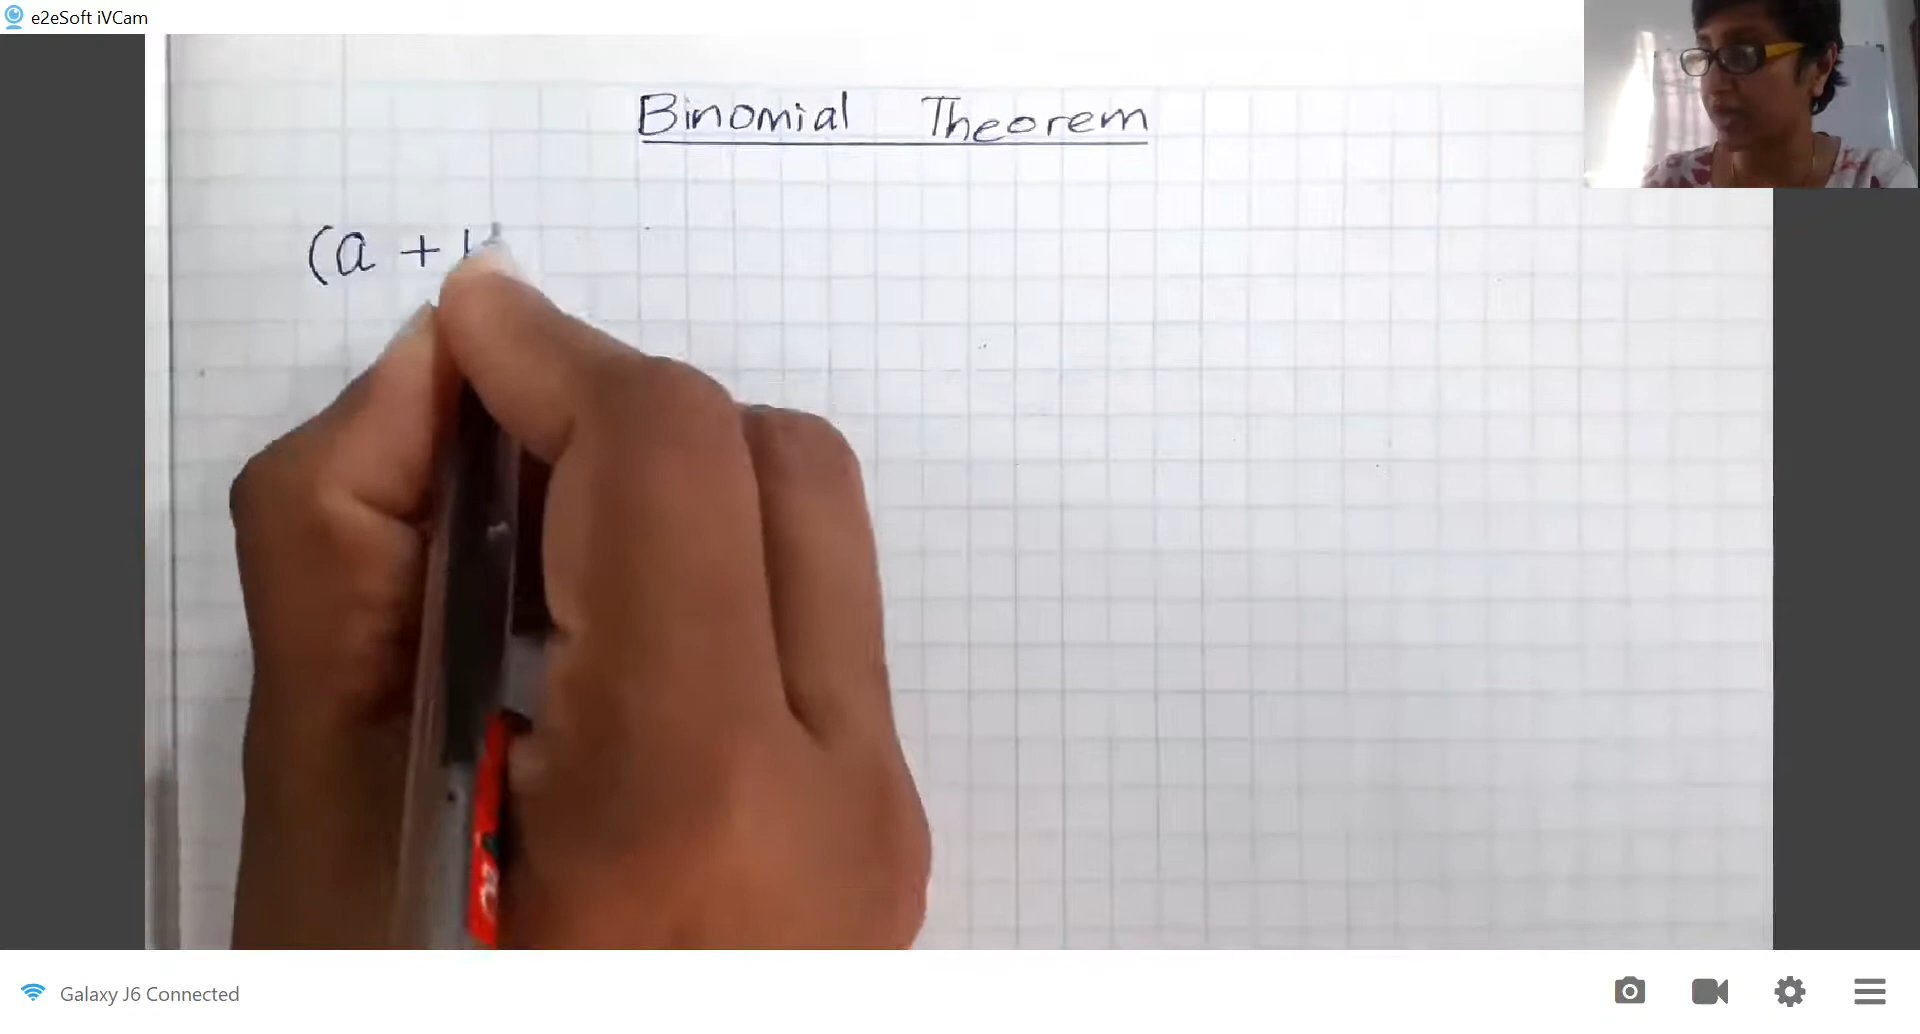 e2eSoft iVCam
Binomial Theorem
(a +
Galaxy J6 Connected